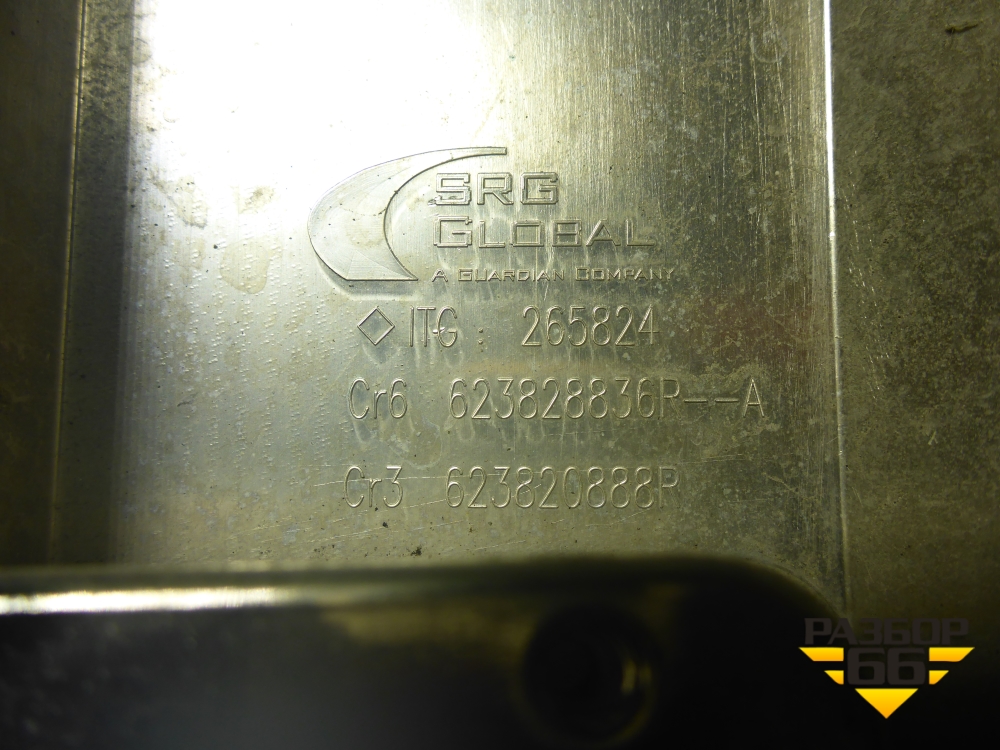 SRG
GLOBAL
A GUARDIAN COMPANY
ITG : 265824
Cr6 623828836R--A
Cr3 623820888R
РАЗБОР
66